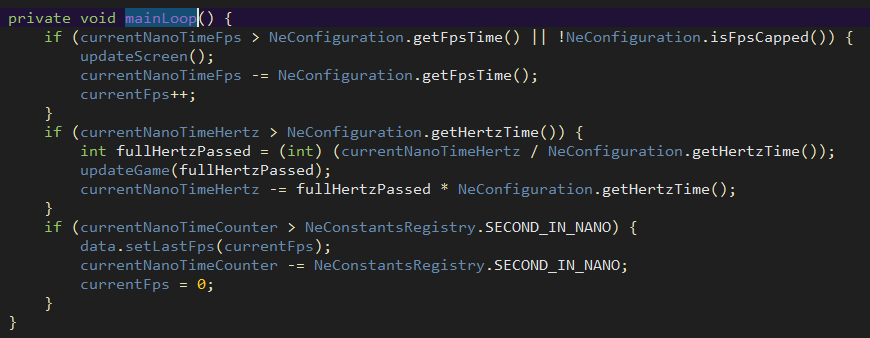 private void mainLoop() {
    if (currentNanoTimeFps > NeConfiguration.getFpsTime() || !NeConfiguration.isFpsCapped()) {
        updateScreen();
        currentNanoTimeFps -= NeConfiguration.getFpsTime();
        currentFps++;
    }
    if (currentNanoTimeHertz > NeConfiguration.getHertzTime()) {
        int fullHertzPassed = (int) (currentNanoTimeHertz / NeConfiguration.getHertzTime());
        updateGame(fullHertzPassed);
        currentNanoTimeHertz -= fullHertzPassed * NeConfiguration.getHertzTime();
    }
    if (currentNanoTimeCounter > NeConstantsRegistry.SECOND_IN_NANO) {
        data.setLastFps(currentFps);
        currentNanoTimeCounter -= NeConstantsRegistry.SECOND_IN_NANO;
        currentFps = 0;
    }
}